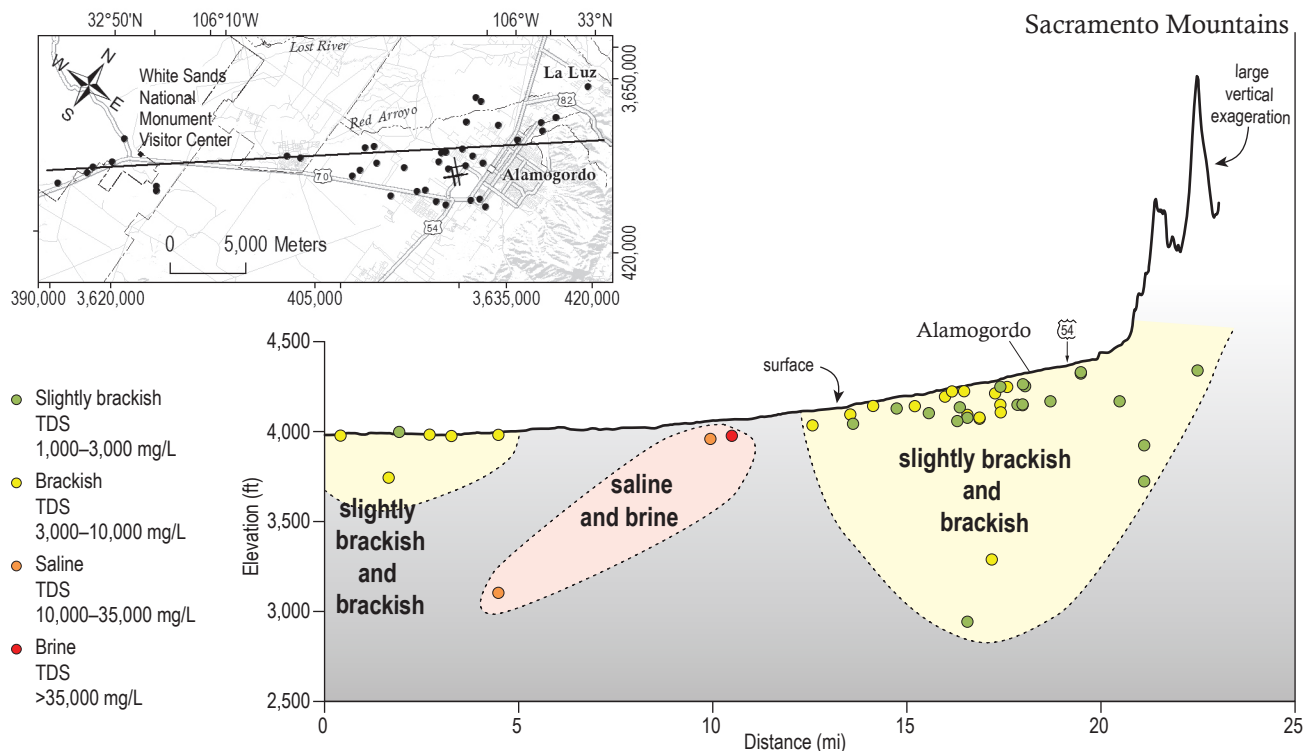 Sacramento Mountains
32°50'N
106°10'W
106°W
33°N
N
W
E
S
White Sands
National
Monument
Visitor Center
Lost River
Red Arroyo
La Luz
82
70
54
Alamogordo
0
5,000 Meters
3,650,000
420,000
390,000
3,620,000
405,000
3,635,000
420,000
large
vertical
exageration
Slightly brackish
TDS
1,000–3,000 mg/L
Brackish
TDS
3,000–10,000 mg/L
Saline
TDS
10,000–35,000 mg/L
Brine
TDS
>35,000 mg/L
Elevation (ft)
4,500
4,000
3,500
3,000
2,500
surface
Alamogordo
54
slightly
brackish
and
brackish
saline
and brine
slightly brackish
and
brackish
0
5
10
15
20
25
Distance (mi)